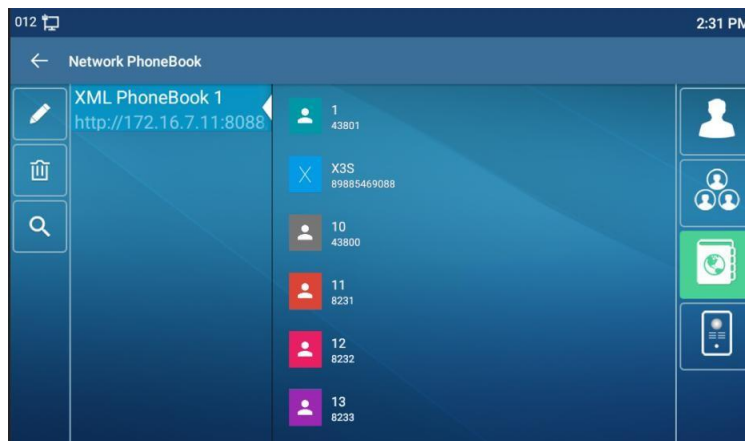 012
2:31 PM
Network PhoneBook
XML PhoneBook 1
http://172.16.7.11:8088
1
43801
X
X3S
89885469088
10
43800
11
8231
12
8232
13
8233